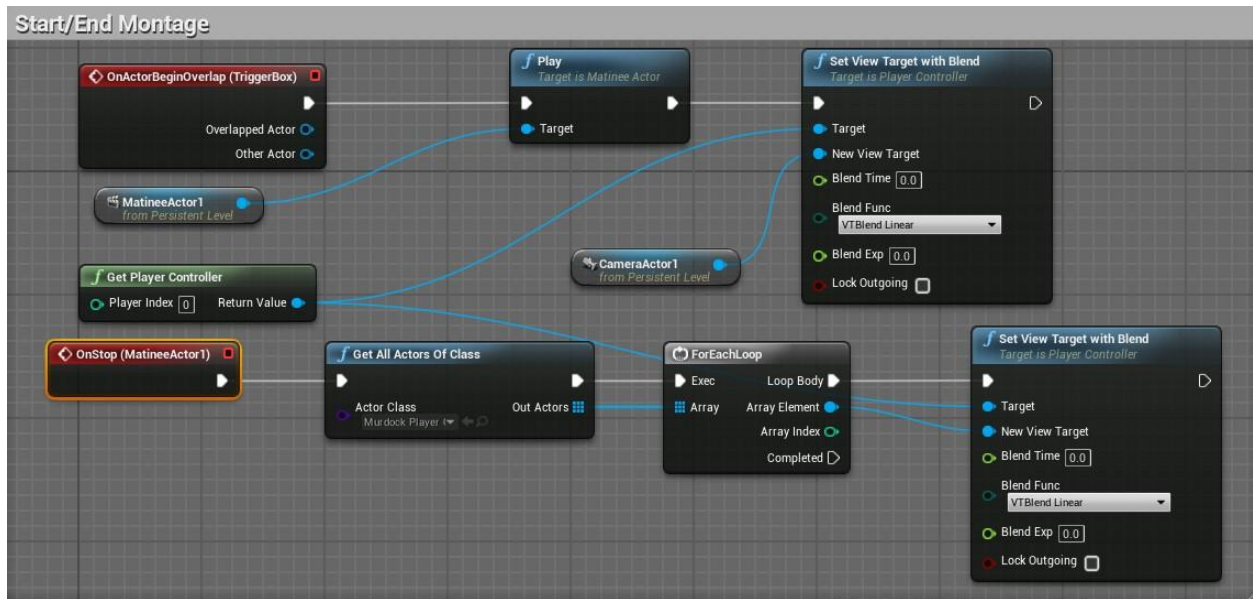 Start/End Montage
OnActorBeginOverlap (TriggerBox)
Overlapped Actor
Other Actor
MatineeActor1
from Persistent Level
f Get Player Controller
Player Index 0 Return Value
f Play
Target is Matinee Actor
Target
CameraActor1
from Persistent Level
f Set View Target with Blend
Target is Player Controller
Target
New View Target
Blend Time 0.0
Blend Func
VTBlend Linear
Blend Exp 0.0
Lock Outgoing
OnStop (MatineeActor1)
f Get All Actors Of Class
Actor Class Out Actors
Murdock Player
ForEachLoop
Exec Loop Body
Array Array Element
Array Index
Completed
f Set View Target with Blend
Target is Player Controller
Target
New View Target
Blend Time 0.0
Blend Func
VTBlend Linear
Blend Exp 0.0
Lock Outgoing